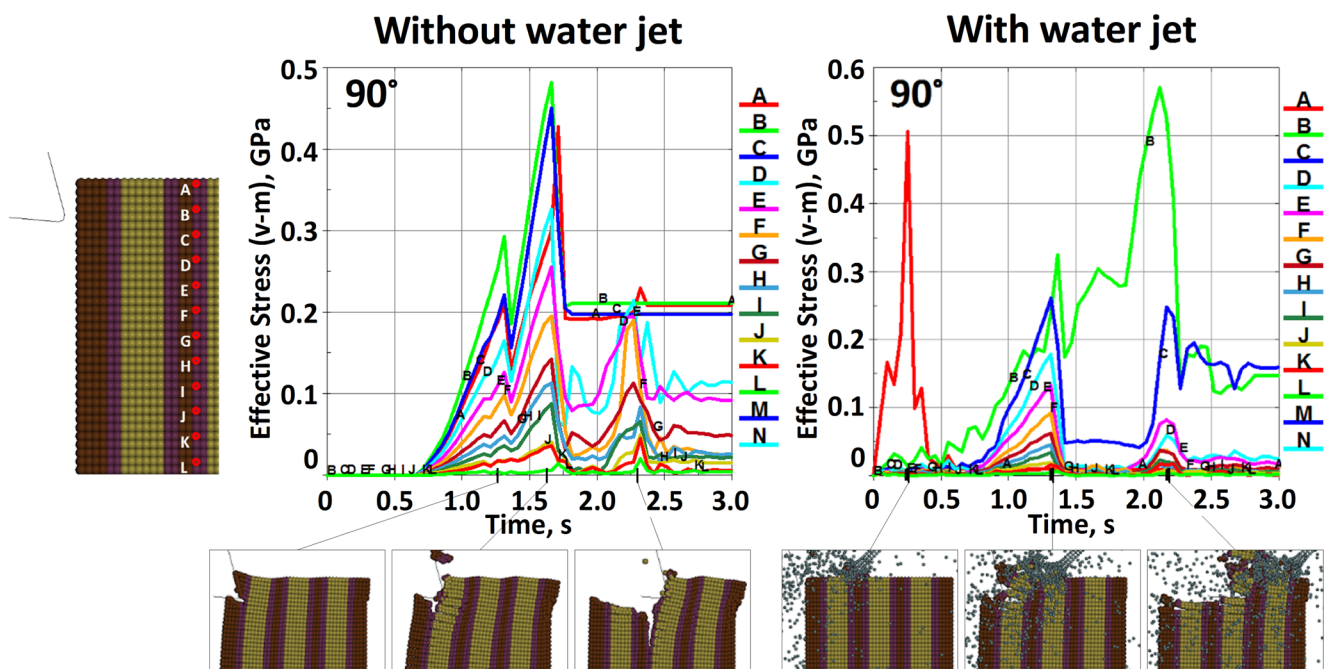 Without water jet
With water jet
A
B
C
D
E
F
G
H
I
J
K
L
90°
Effective Stress (v-m), GPa
0.5
0.4
0.3
0.2
0.1
0
0 0.5 1.0 1.5 2.0 2.5 3.0
Time, s
A
B
C
D
E
F
G
H
I
J
K
L
M
N
90°
Effective Stress (v-m), GPa
0.6
0.5
0.4
0.3
0.2
0.1
0
0 0.5 1.0 1.5 2.0 2.5 3.0
Time, s
A
B
C
D
E
F
G
H
I
J
K
L
M
N